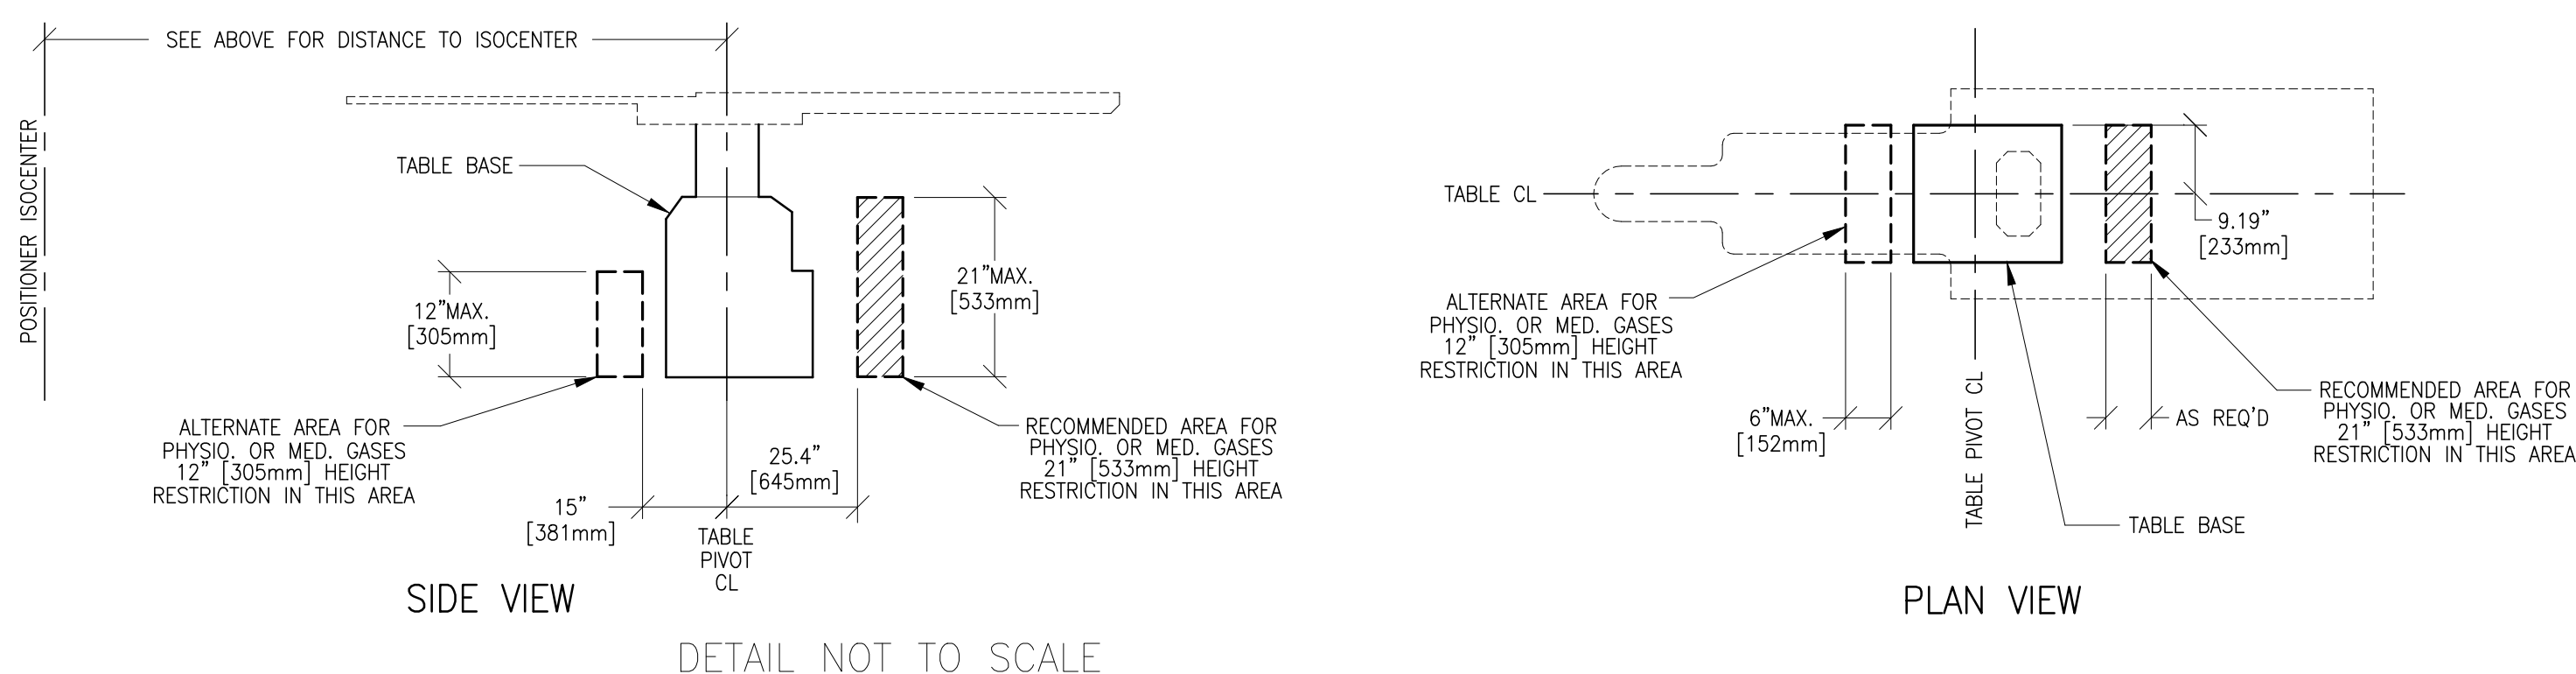 SEE ABOVE FOR DISTANCE TO ISOCENTER
POSITIONER ISOCENTER
TABLE BASE
12”MAX.
[305mm]
21”MAX.
[533mm]
ALTERNATE AREA FOR
PHYSIO. OR MED. GASES
12” [305mm] HEIGHT
RESTRICTION IN THIS AREA
RECOMMENDED AREA FOR
PHYSIO. OR MED. GASES
21” [533mm] HEIGHT
RESTRICTION IN THIS AREA
25.4”
[645mm]
15”
[381mm]
TABLE
PIVOT
CL
SIDE VIEW
TABLE CL
9.19”
[233mm]
ALTERNATE AREA FOR
PHYSIO. OR MED. GASES
12” [305mm] HEIGHT
RESTRICTION IN THIS AREA
6”MAX.
[152mm]
TABLE PIVOT CL
AS REQ'D
RECOMMENDED AREA FOR
PHYSIO. OR MED. GASES
21” [533mm] HEIGHT
RESTRICTION IN THIS AREA
TABLE BASE
PLAN VIEW
DETAIL NOT TO SCALE